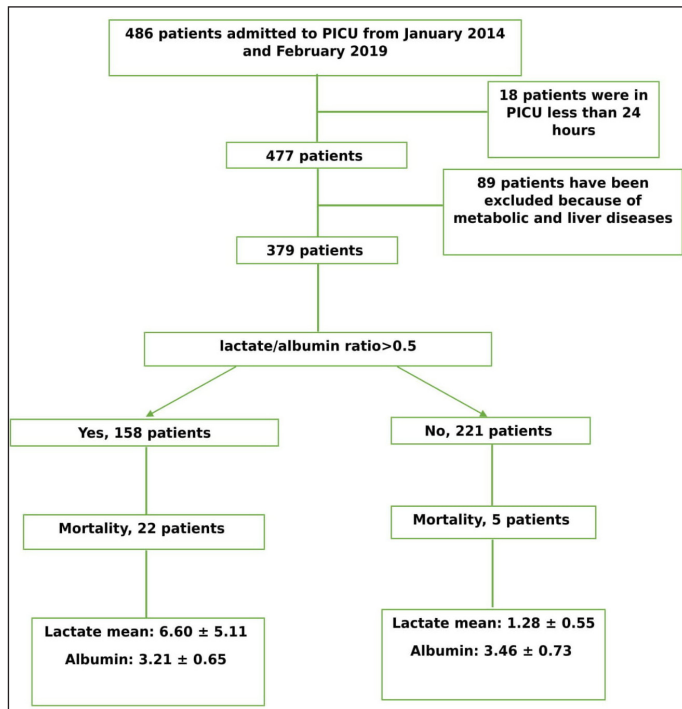 486 patients admitted to PICU from January 2014
and February 2019
18 patients were in
PICU less than 24
hours
477 patients
89 patients have been
excluded because of
metabolic and liver diseases
379 patients
lactate/albumin ratio>0.5
Yes, 158 patients
No, 221 patients
Mortality, 22 patients
Mortality, 5 patients
Lactate mean: 6.60 ± 5.11
Albumin: 3.21 ± 0.65
Lactate mean: 1.28 ± 0.55
Albumin: 3.46 ± 0.73